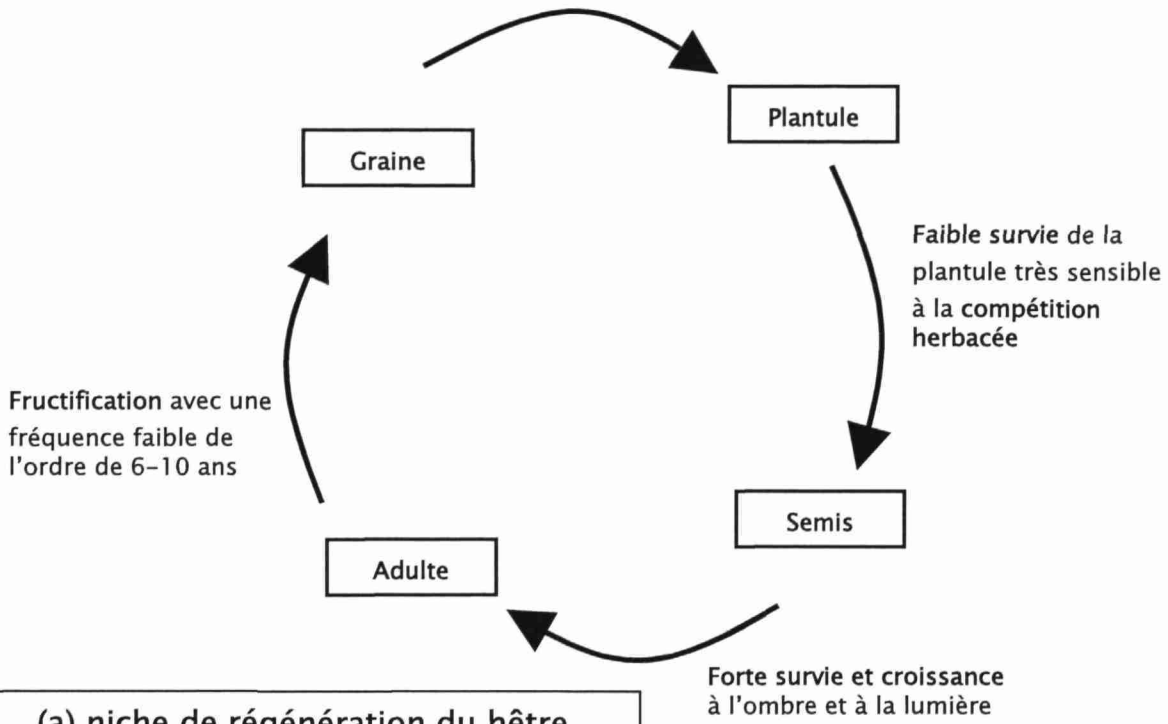 Plantule
Graine
Faible survie de la
plantule très sensible
à la compétition
herbacée
Fructification avec une
fréquence faible de
l'ordre de 6-10 ans
Semis
Adulte
Forte survie et croissance
à l'ombre et à la lumière
(a) niche de régénération du hêtre